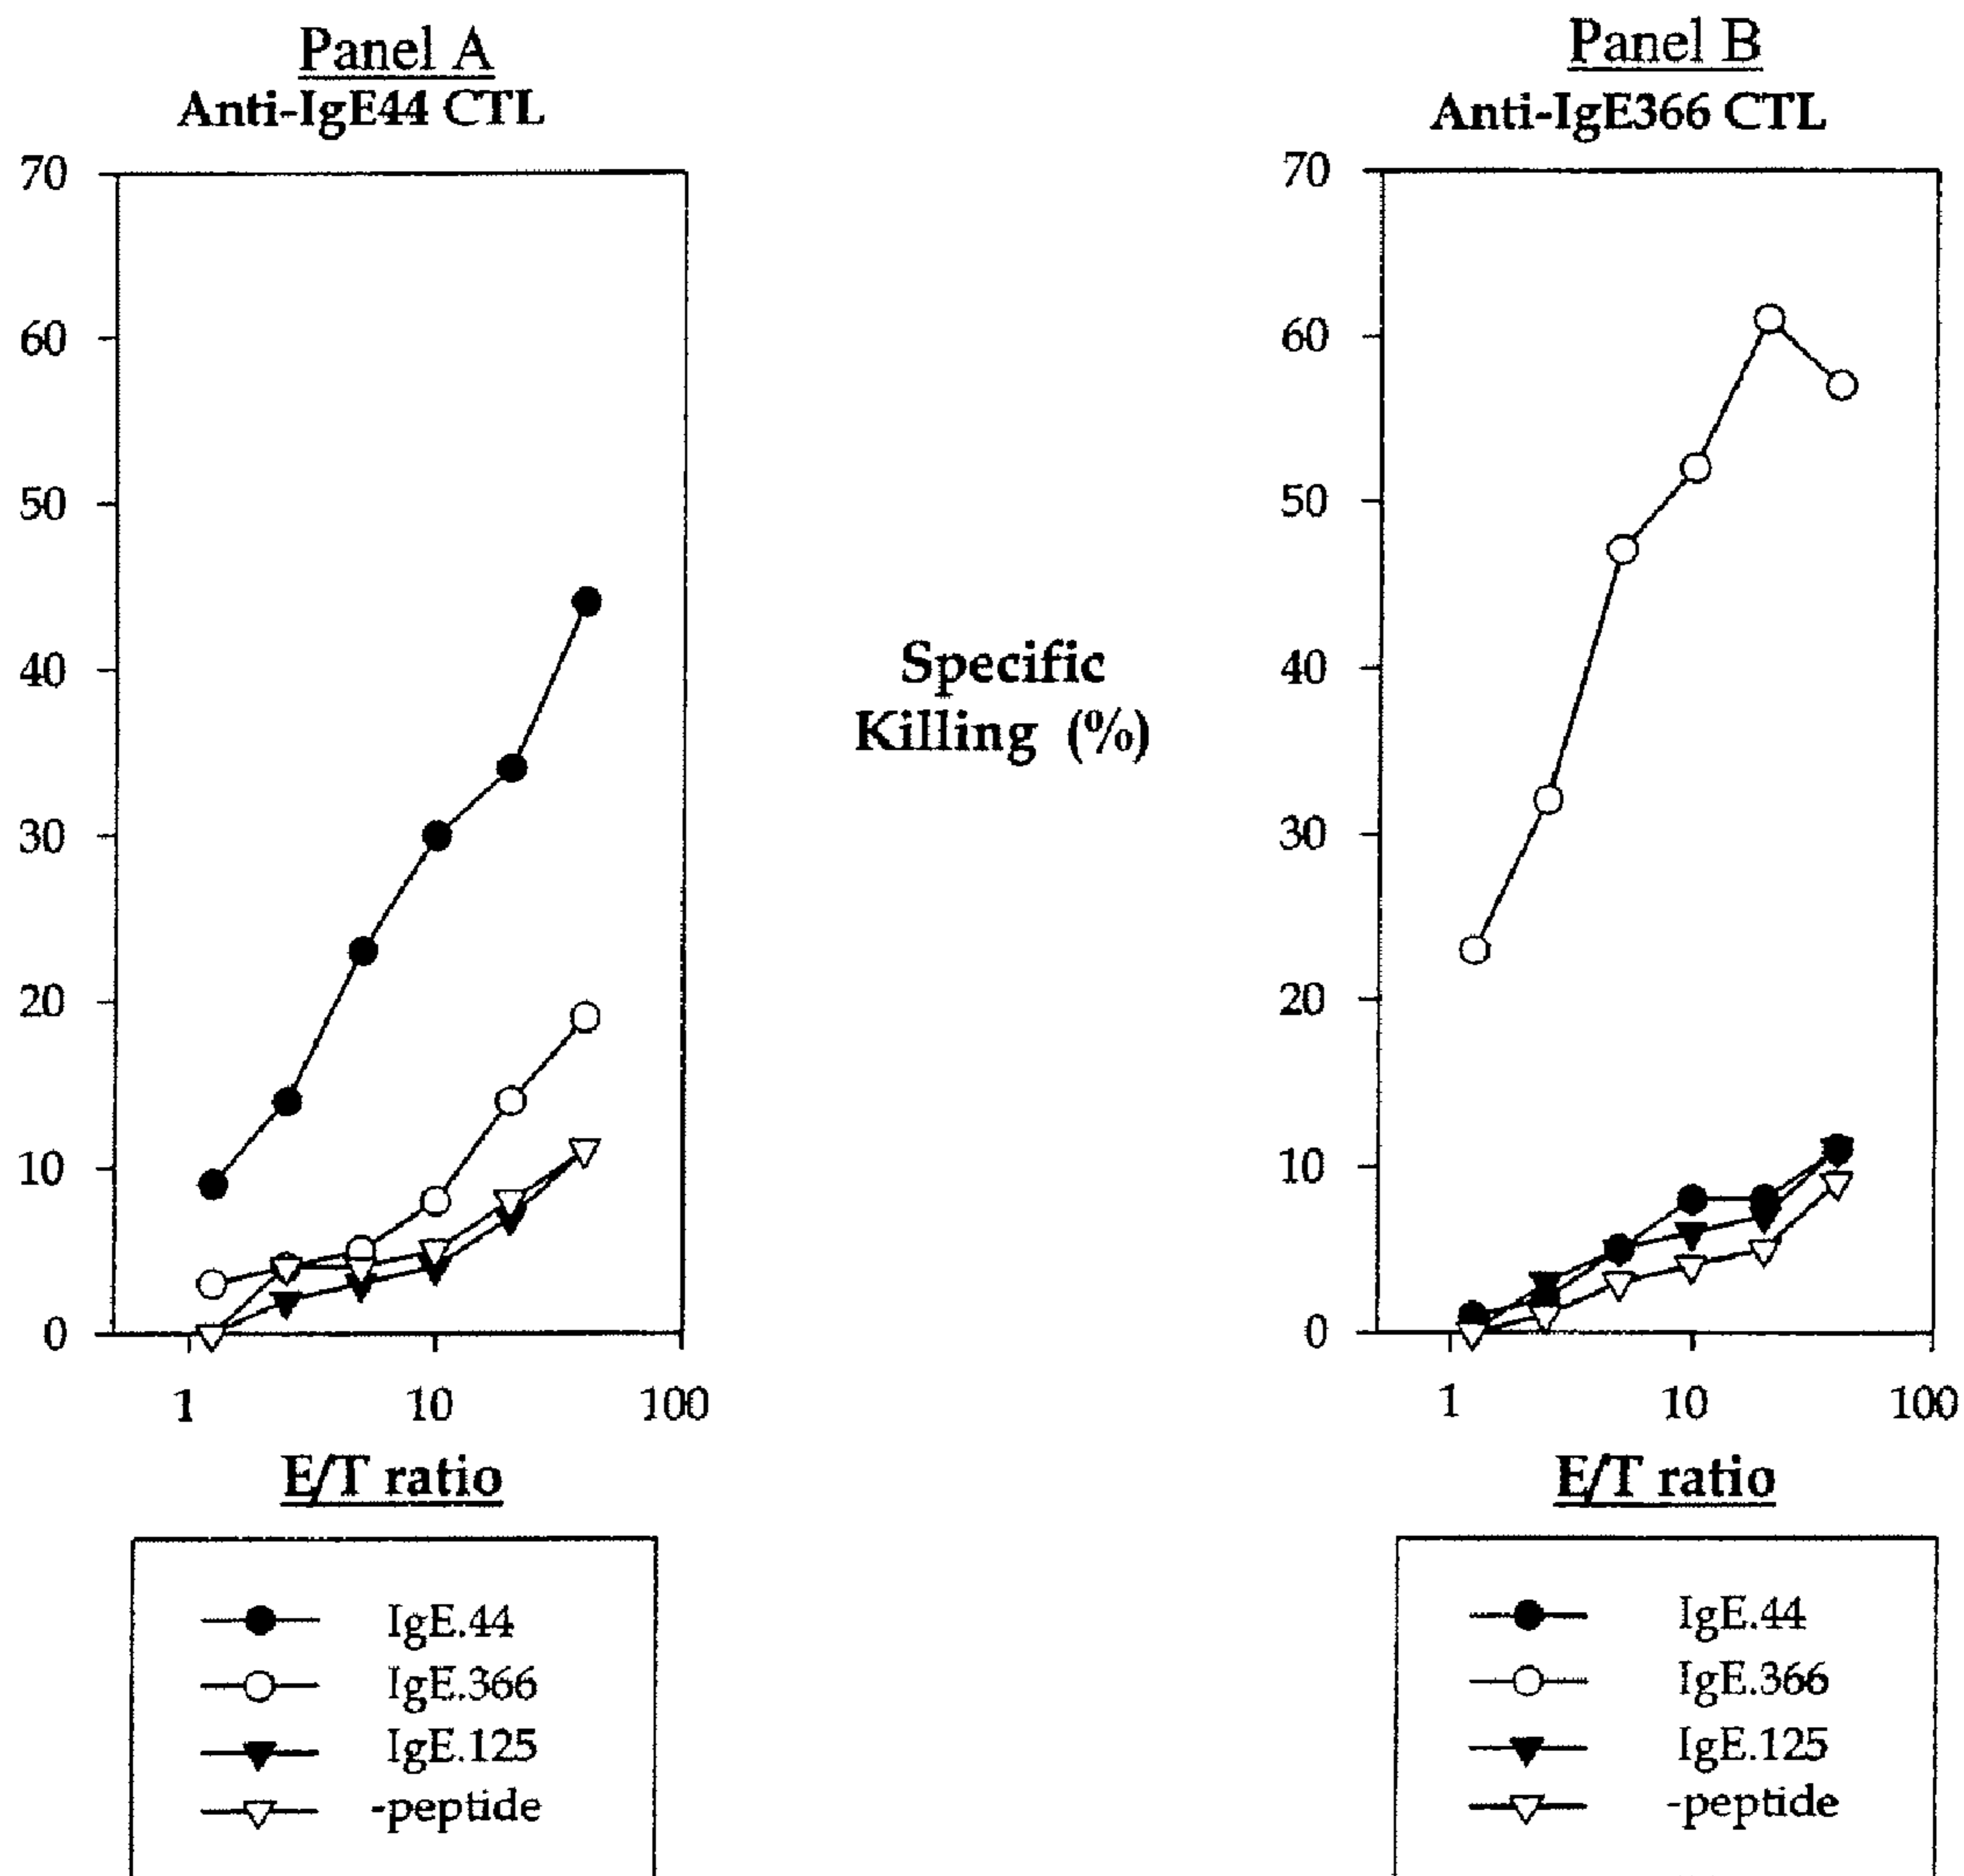 Panel A
Anti-IgE44 CTL
70
60
50
40
30
20
10
0
1 10 100
E/T ratio
IgE.44
IgE.366
IgE.125
-peptide
Specific
Killing (%)
Panel B
Anti-IgE366 CTL
70
60
50
40
30
20
10
0
1 10 100
E/T ratio
IgE.44
IgE.366
IgE.125
-peptide